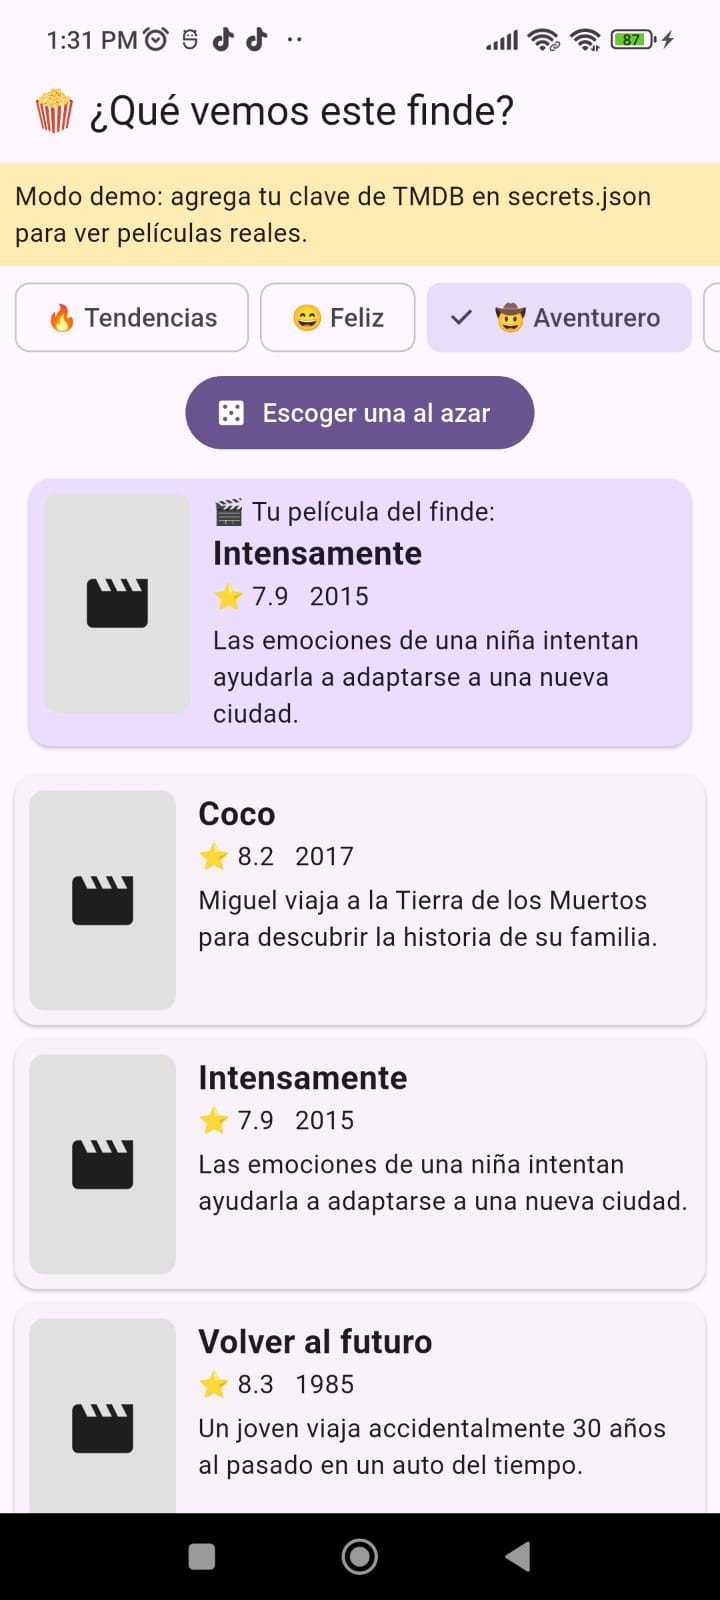 1:31 PM
87
🍿 ¿Qué vemos este finde?
Modo demo: agrega tu clave de TMDB en secrets.json
para ver películas reales.
🔥 Tendencias
😄 Feliz
✓ 🤠 Aventurero
Escoger una al azar
🎬 Tu película del finde:
Intensamente
⭐ 7.9 2015
Las emociones de una niña intentan
ayudarla a adaptarse a una nueva
ciudad.
Coco
⭐ 8.2 2017
Miguel viaja a la Tierra de los Muertos
para descubrir la historia de su familia.
Intensamente
⭐ 7.9 2015
Las emociones de una niña intentan
ayudarla a adaptarse a una nueva ciudad.
Volver al futuro
⭐ 8.3 1985
Un joven viaja accidentalmente 30 años
al pasado en un auto del tiempo.